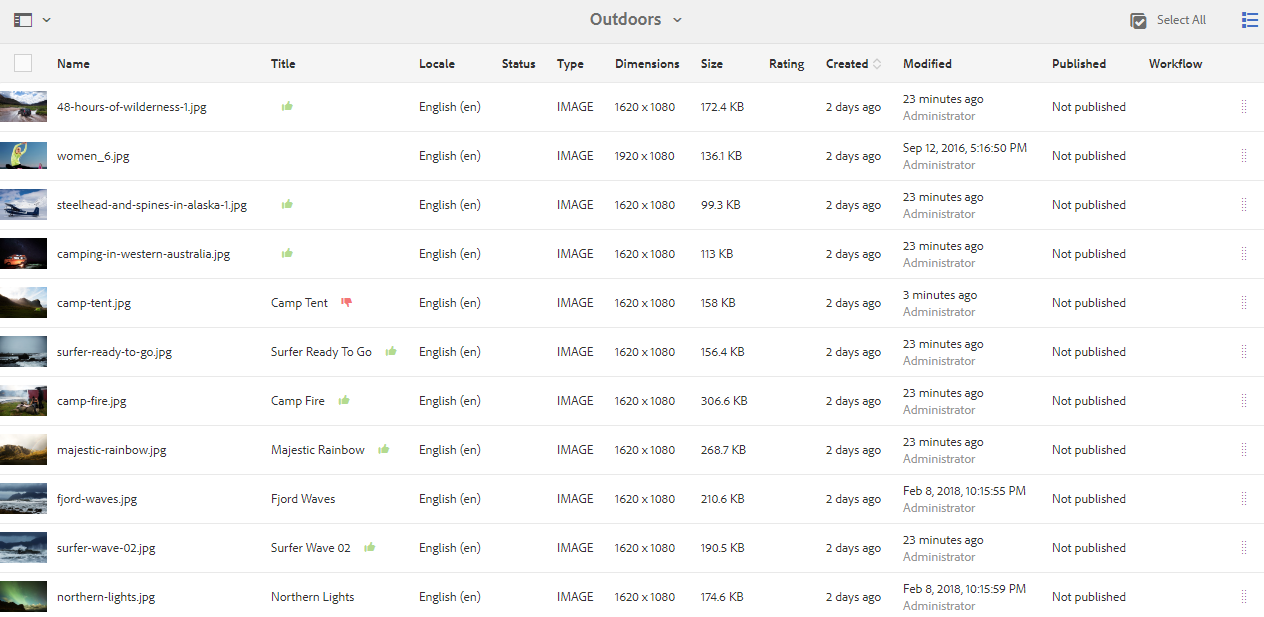 Outdoors
Select All
Name Title Locale Status Type Dimensions Size Rating Created Modified Published Workflow
48-hours-of-wilderness-1.jpg English (en) IMAGE 1620 x 1080 172.4 KB 2 days ago 23 minutes ago Not published
Administrator
women_6.jpg English (en) IMAGE 1920 x 1080 136.1 KB 2 days ago Sep 12, 2016, 5:16:50 PM Not published
Administrator
steelhead-and-spines-in-alaska-1.jpg English (en) IMAGE 1620 x 1080 99.3 KB 2 days ago 23 minutes ago Not published
Administrator
camping-in-western-australia.jpg English (en) IMAGE 1620 x 1080 113 KB 2 days ago 23 minutes ago Not published
Administrator
camp-tent.jpg Camp Tent English (en) IMAGE 1620 x 1080 158 KB 2 days ago 3 minutes ago Not published
Administrator
surfer-ready-to-go.jpg Surfer Ready To Go English (en) IMAGE 1620 x 1080 156.4 KB 2 days ago 23 minutes ago Not published
Administrator
camp-fire.jpg Camp Fire English (en) IMAGE 1620 x 1080 306.6 KB 2 days ago 23 minutes ago Not published
Administrator
majestic-rainbow.jpg Majestic Rainbow English (en) IMAGE 1620 x 1080 268.7 KB 2 days ago 23 minutes ago Not published
Administrator
fjord-waves.jpg Fjord Waves English (en) IMAGE 1620 x 1080 210.6 KB 2 days ago Feb 8, 2018, 10:15:55 PM Not published
Administrator
surfer-wave-02.jpg Surfer Wave 02 English (en) IMAGE 1620 x 1080 190.5 KB 2 days ago 23 minutes ago Not published
Administrator
northern-lights.jpg Northern Lights English (en) IMAGE 1620 x 1080 174.6 KB 2 days ago Feb 8, 2018, 10:15:59 PM Not published
Administrator